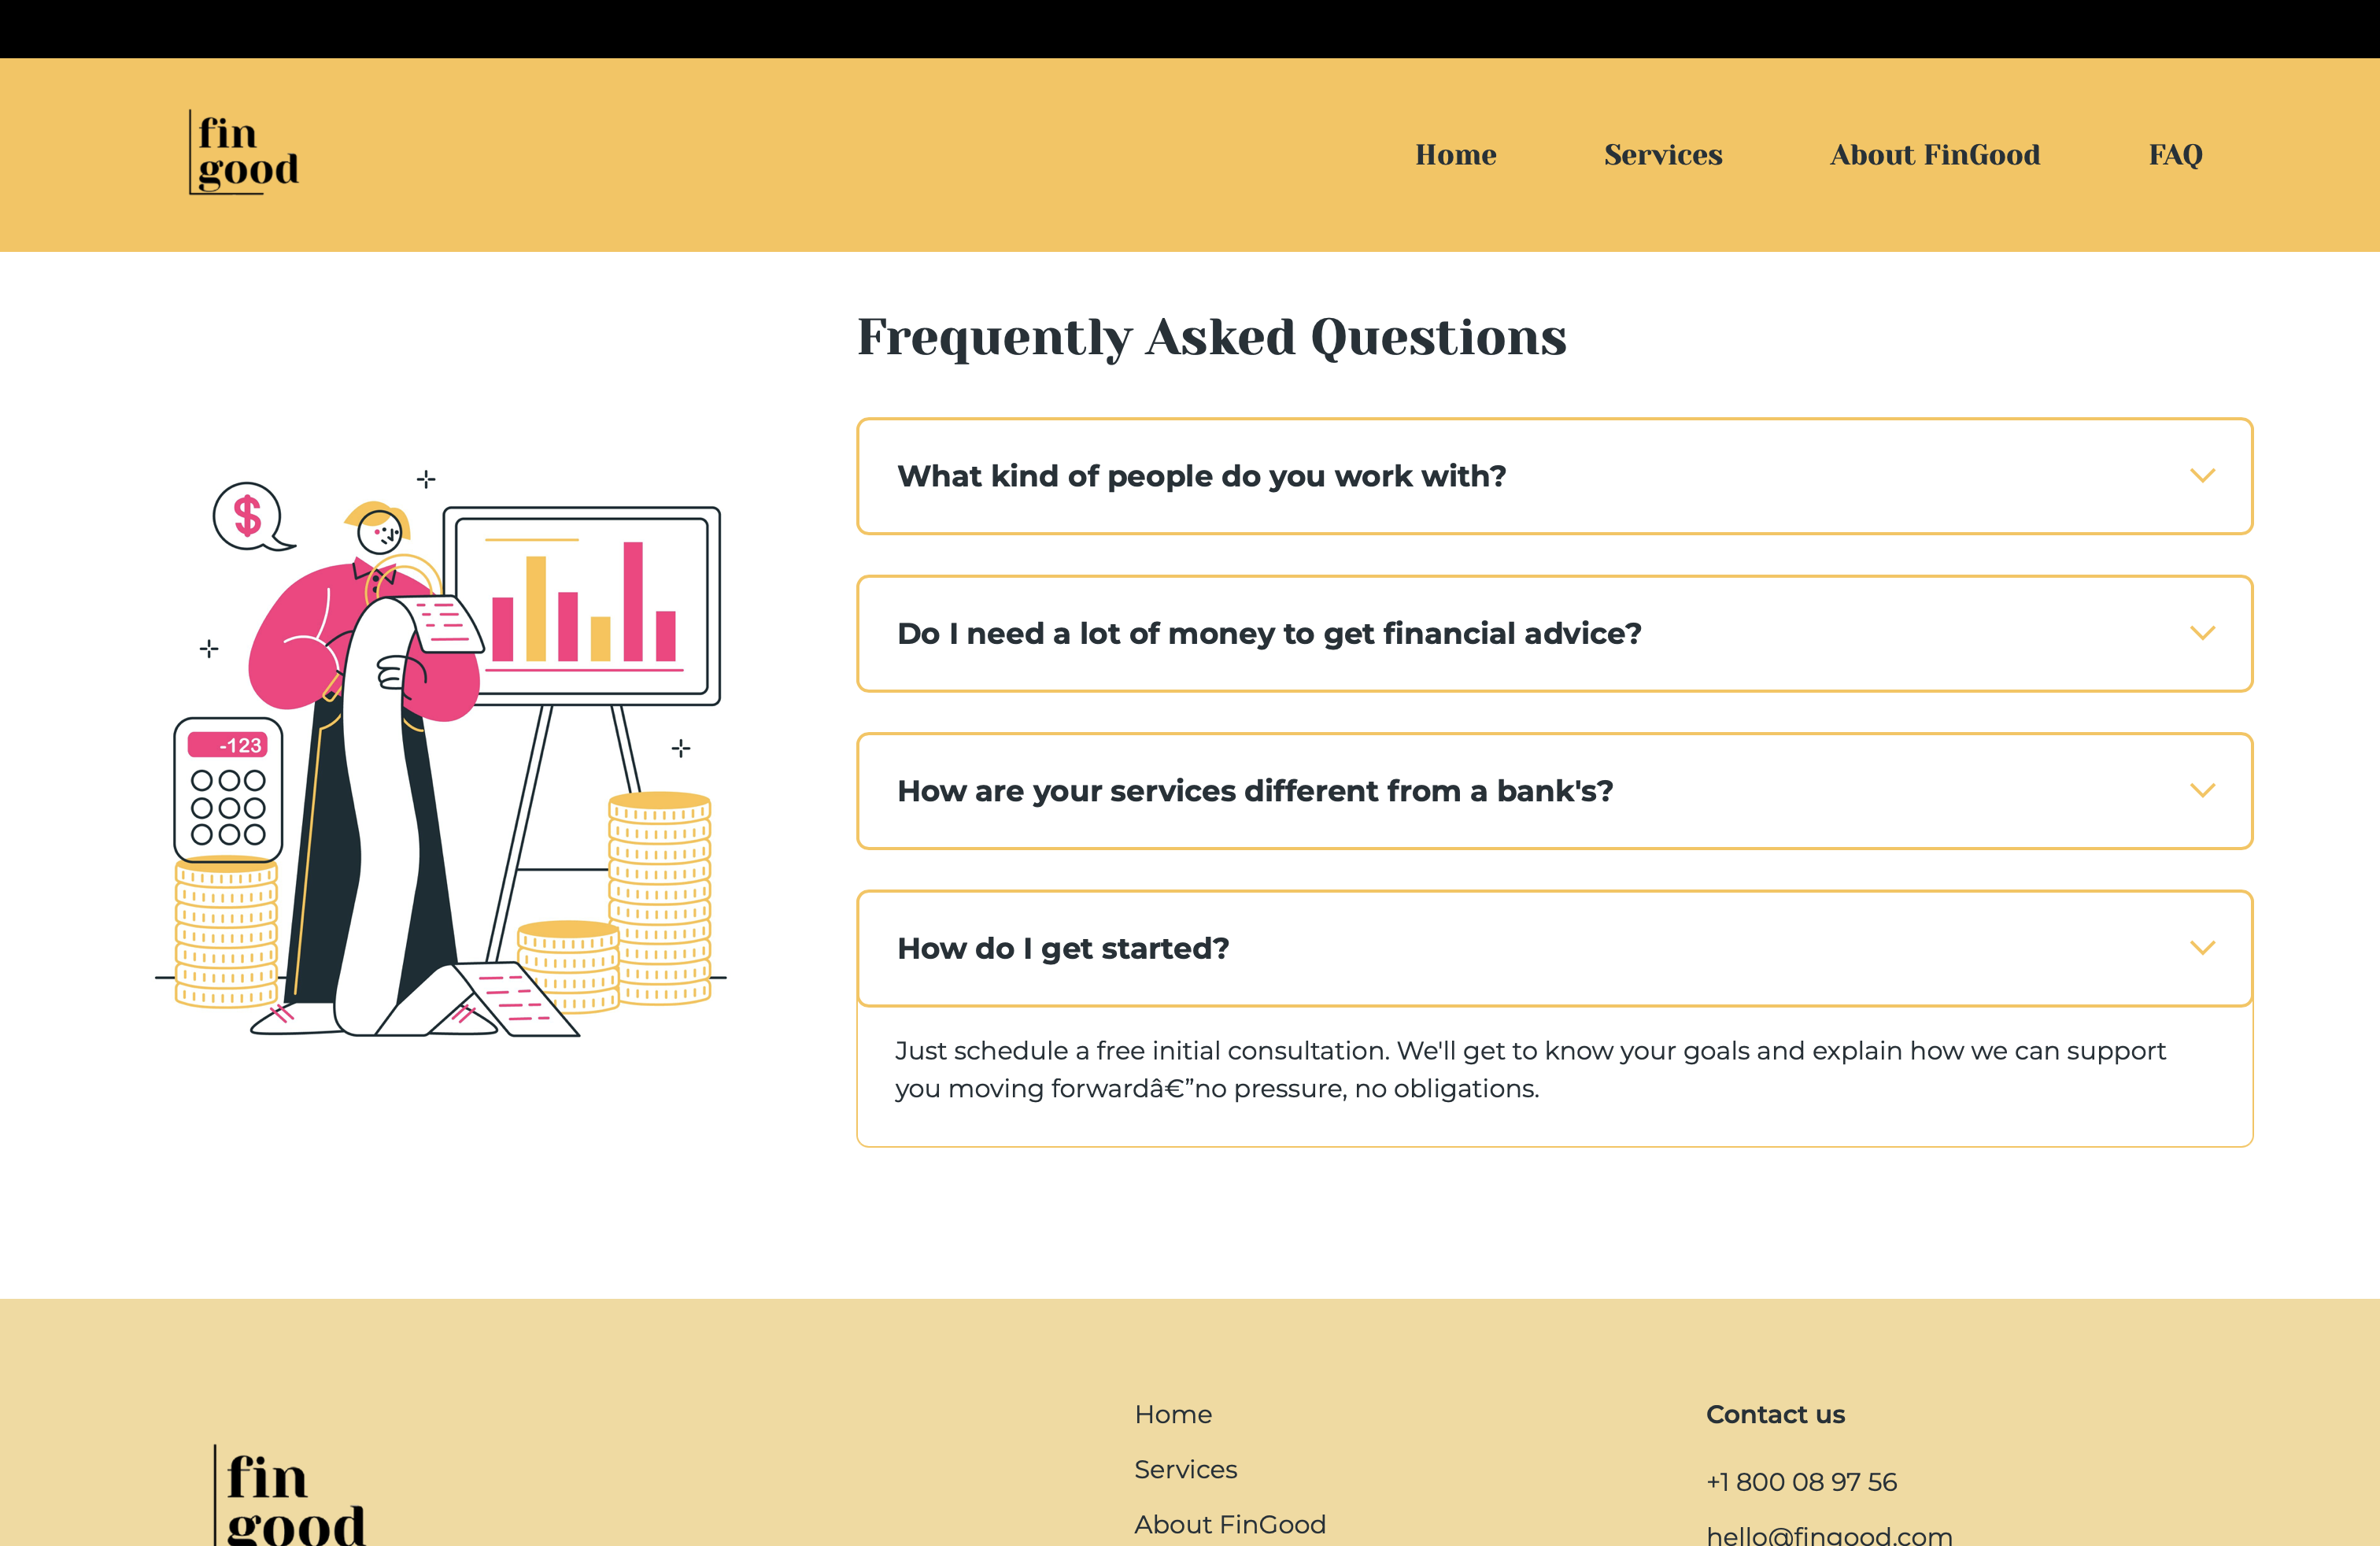 fin
good
Home
Services
About FinGood
FAQ
Frequently Asked Questions
What kind of people do you work with?
Do I need a lot of money to get financial advice?
How are your services different from a bank's?
How do I get started?
Just schedule a free initial consultation. We'll get to know your goals and explain how we can support
you moving forwardâ€”no pressure, no obligations.
$
-123
fin
good
Home
Services
About FinGood
Contact us
+1 800 08 97 56
hello@fingood.com